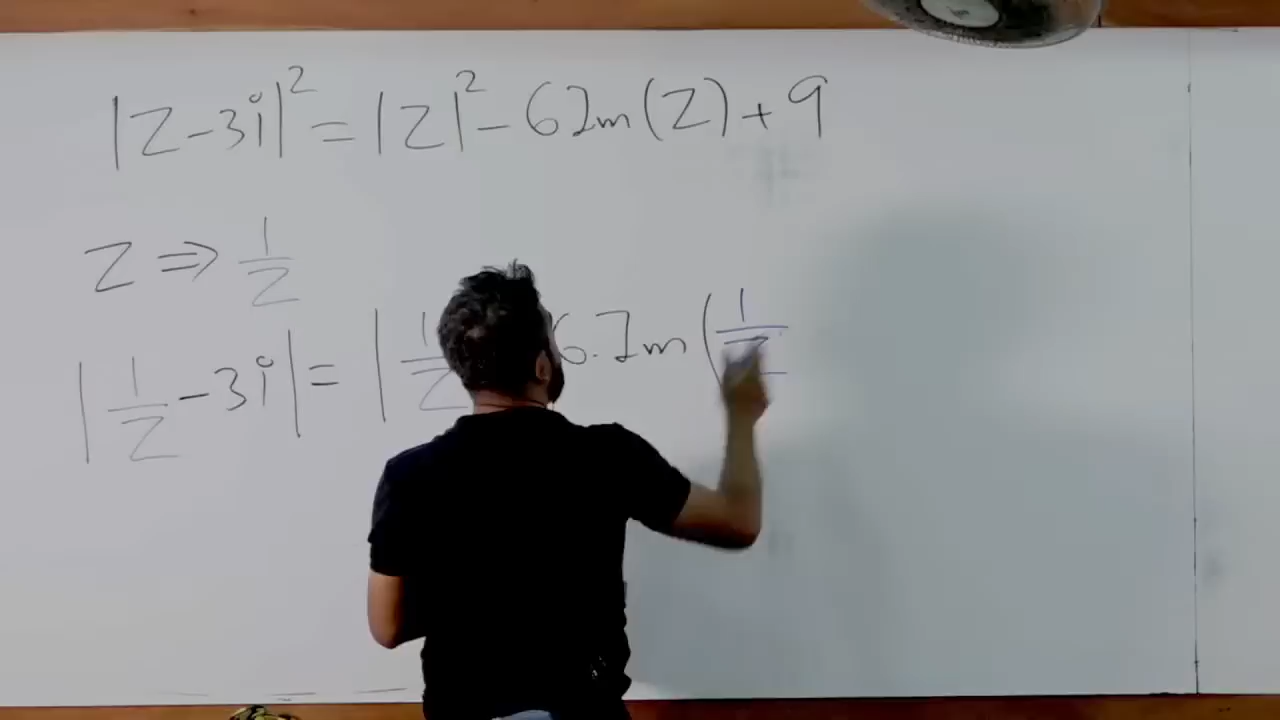 |z-3i|² = |z|² - 6Im(z) + 9
z ⇒ 1/z
|1/z - 3i| = |1/z 6.Im(1/z